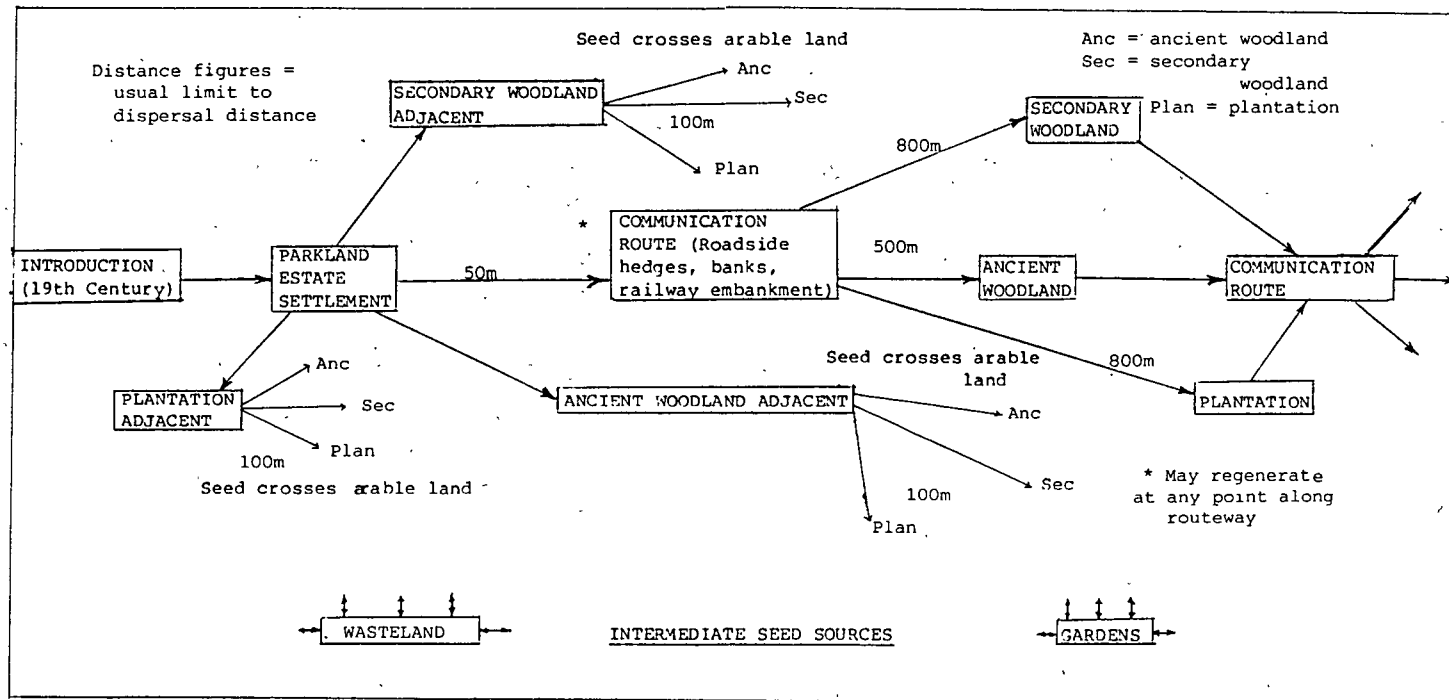 Seed crosses arable land
Distance figures =
usual limit to
dispersal distance
Anc = ancient woodland
Sec = secondary
woodland
Plan = plantation
SECONDARY WOODLAND
ADJACENT
Anc
Sec
100m
Plan
800m
SECONDARY
WOODLAND
*
INTRODUCTION
(19th Century)
PARKLAND
ESTATE
SETTLEMENT
50m
COMMUNICATION
ROUTE (Roadside
hedges, banks,
railway embankment)
500m
ANCIENT
WOODLAND
COMMUNICATION
ROUTE
800m
PLANTATION
PLANTATION
ADJACENT
Anc
Sec
Plan
100m
Seed crosses arable land
ANCIENT WOODLAND ADJACENT
Seed crosses arable
land
Anc
Sec
100m
Plan
* May regenerate
at any point along
routeway
WASTELAND
INTERMEDIATE SEED SOURCES
GARDENS